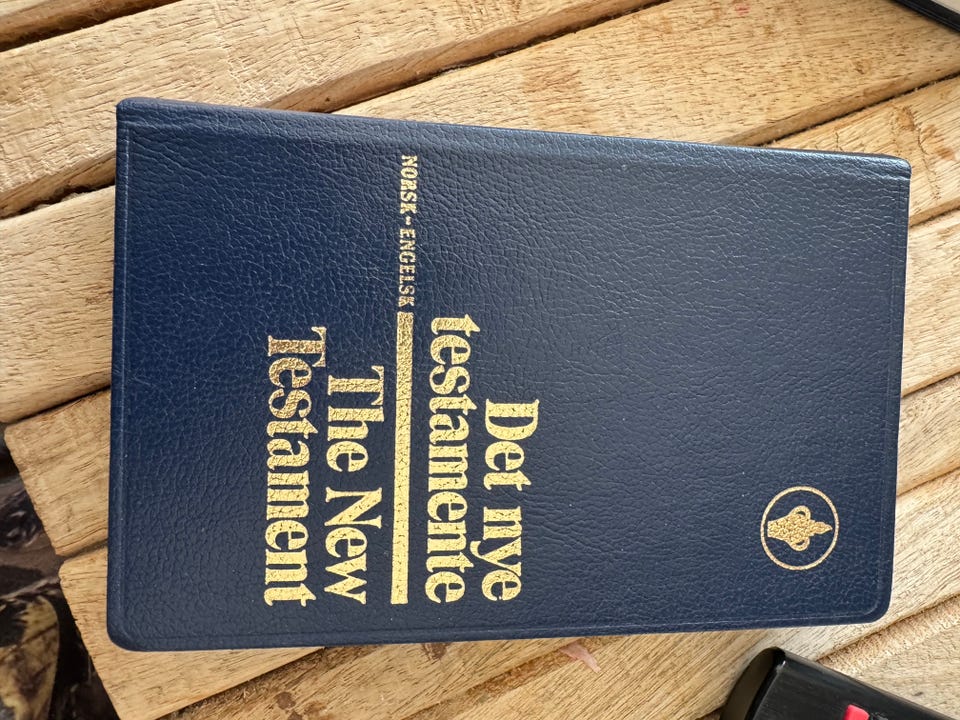 Det nye
testamente
NORSK - ENGELSK
The New
Testament